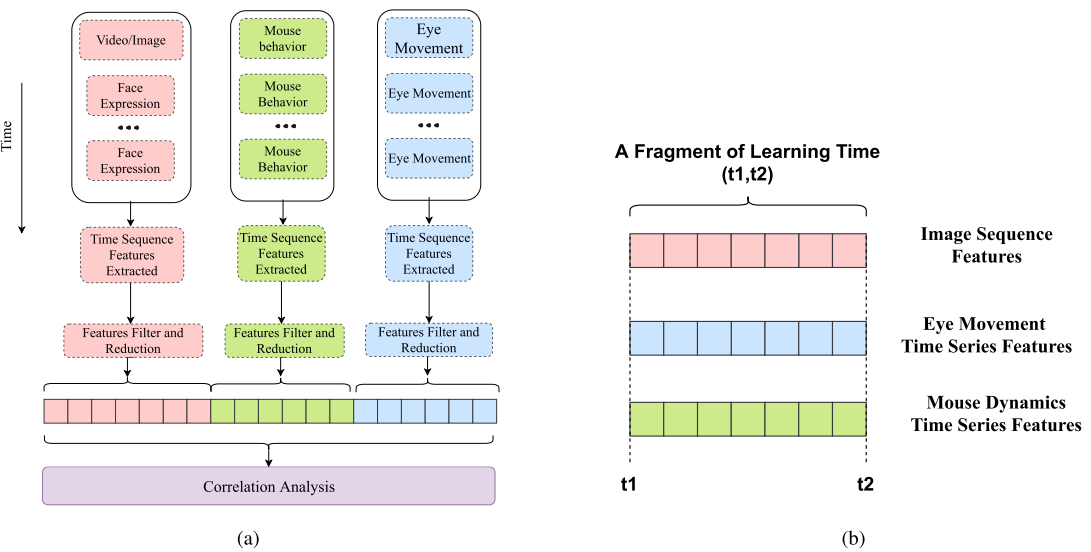 Time
Video/Image
Face
Expression
Face
Expression
Time Sequence
Features
Extracted
Features Filter and
Reduction
Mouse
behavior
Mouse
Behavior
Mouse
Behavior
Time Sequence
Features
Extracted
Features Filter and
Reduction
Eye
Movement
Eye Movement
Eye Movement
Time Sequence
Features
Extracted
Features Filter and
Reduction
Correlation Analysis
(a)
A Fragment of Learning Time
(t1,t2)
Image Sequence
Features
Eye Movement
Time Series Features
Mouse Dynamics
Time Series Features
t1
t2
(b)